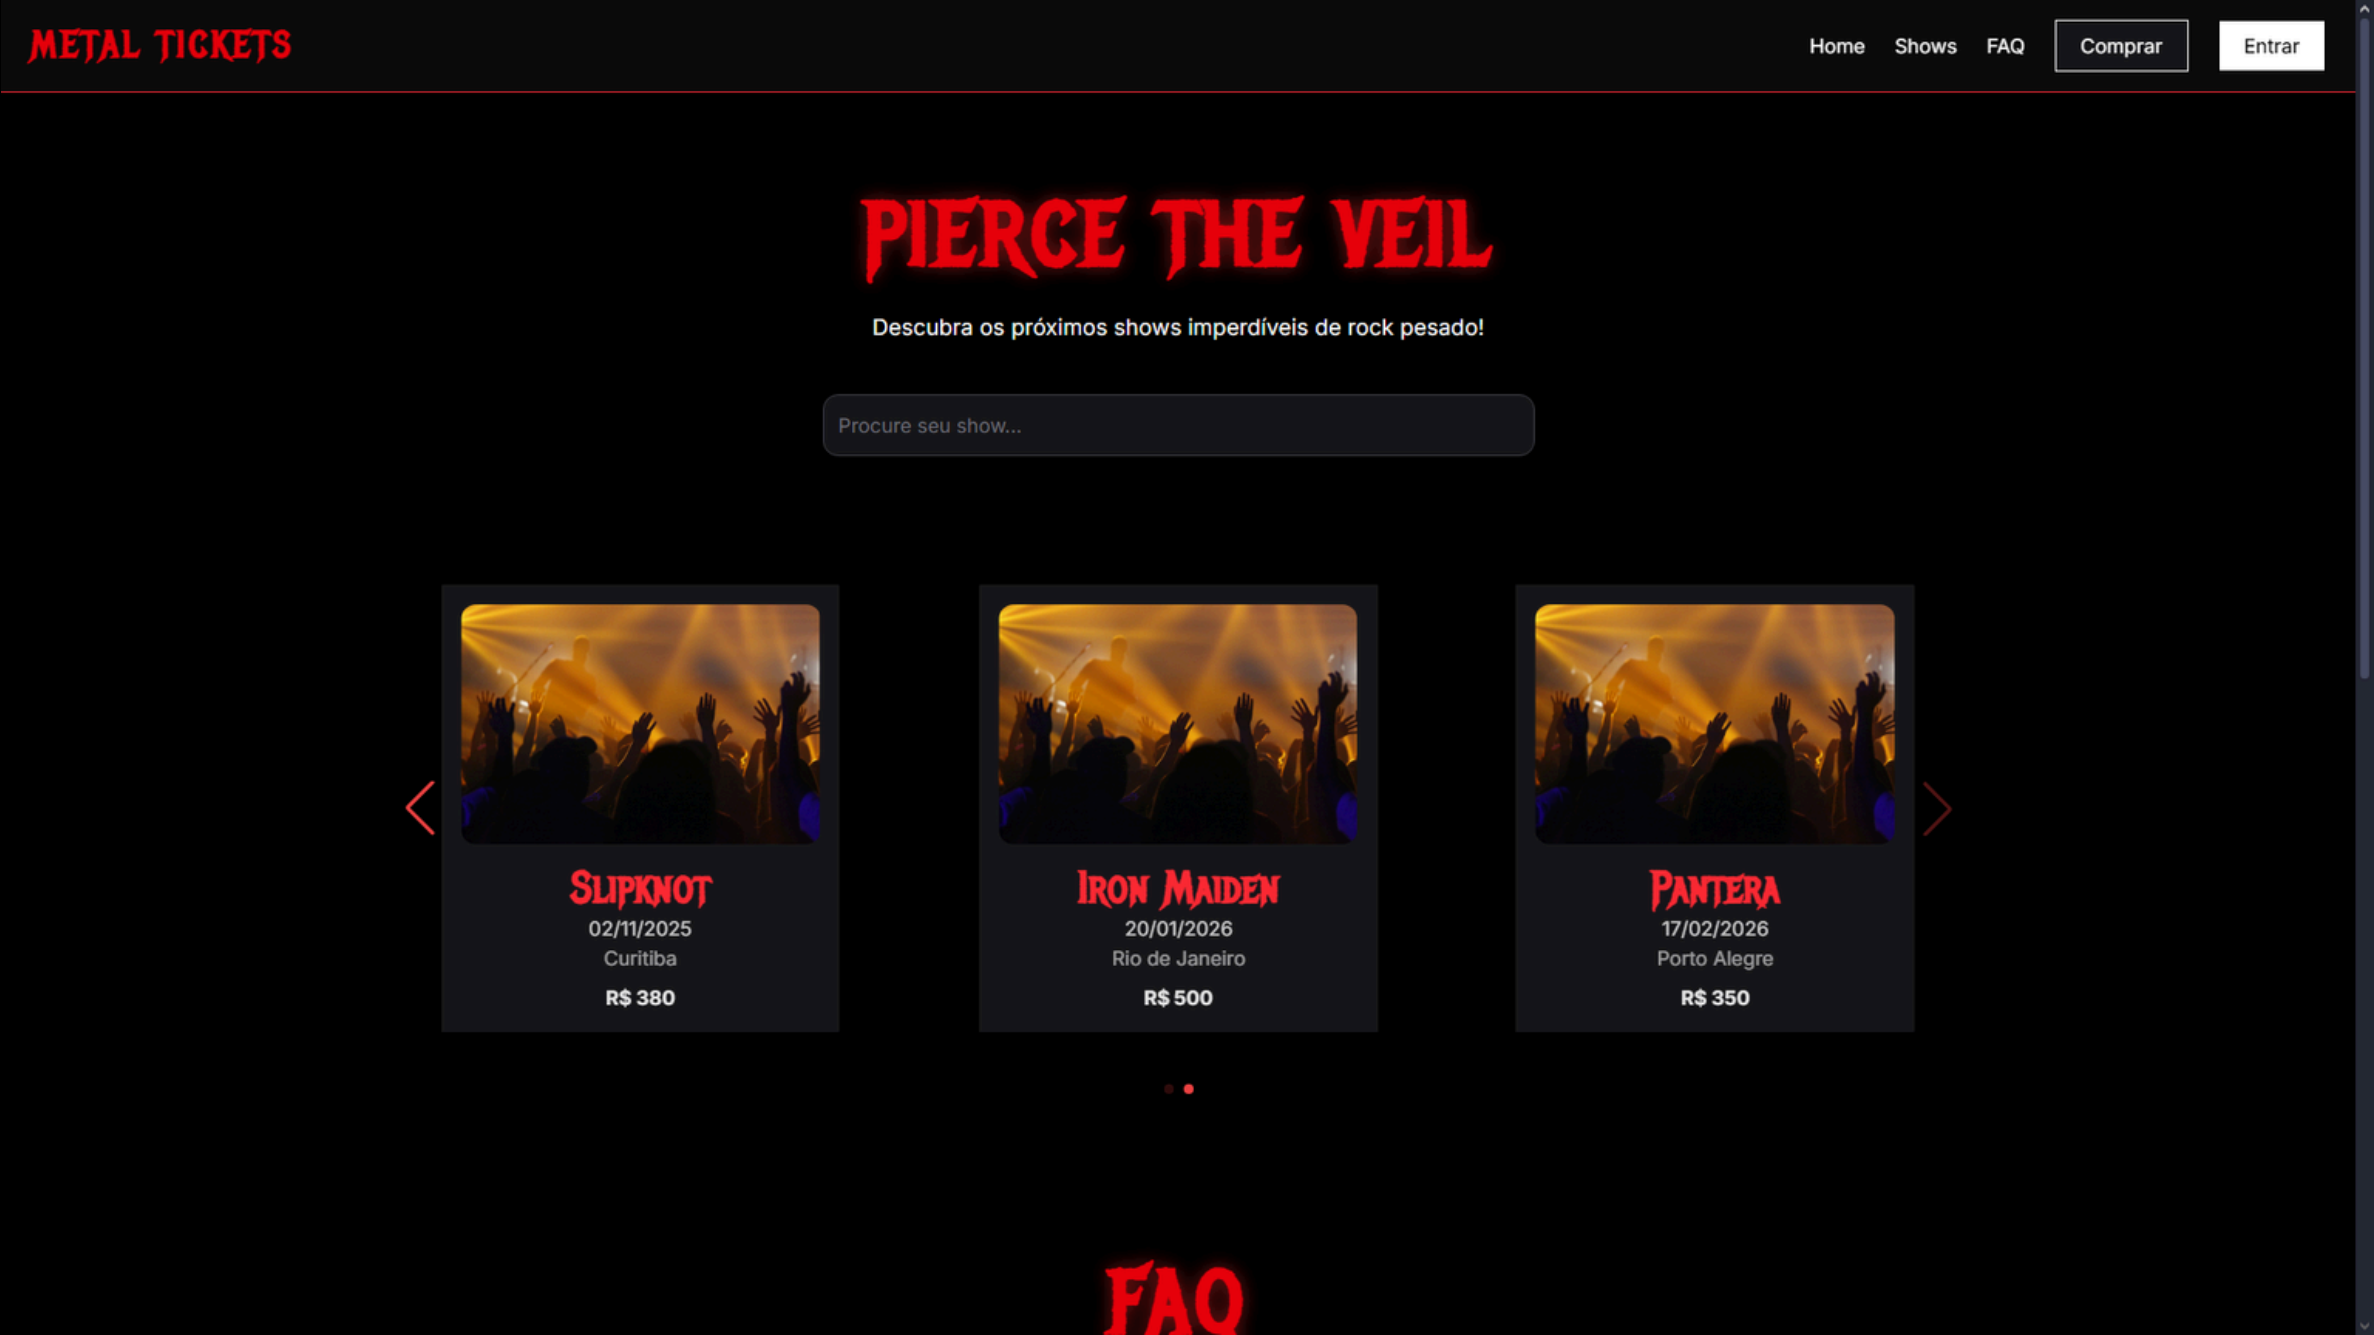 METAL TICKETS
Home Shows FAQ Comprar Entrar
PIERCE THE VEIL
Descubra os próximos shows imperdíveis de rock pesado!
Procure seu show...
Slipknot
02/11/2025
Curitiba
R$ 380
Iron Maiden
20/01/2026
Rio de Janeiro
R$ 500
Pantera
17/02/2026
Porto Alegre
R$ 350
FAQ